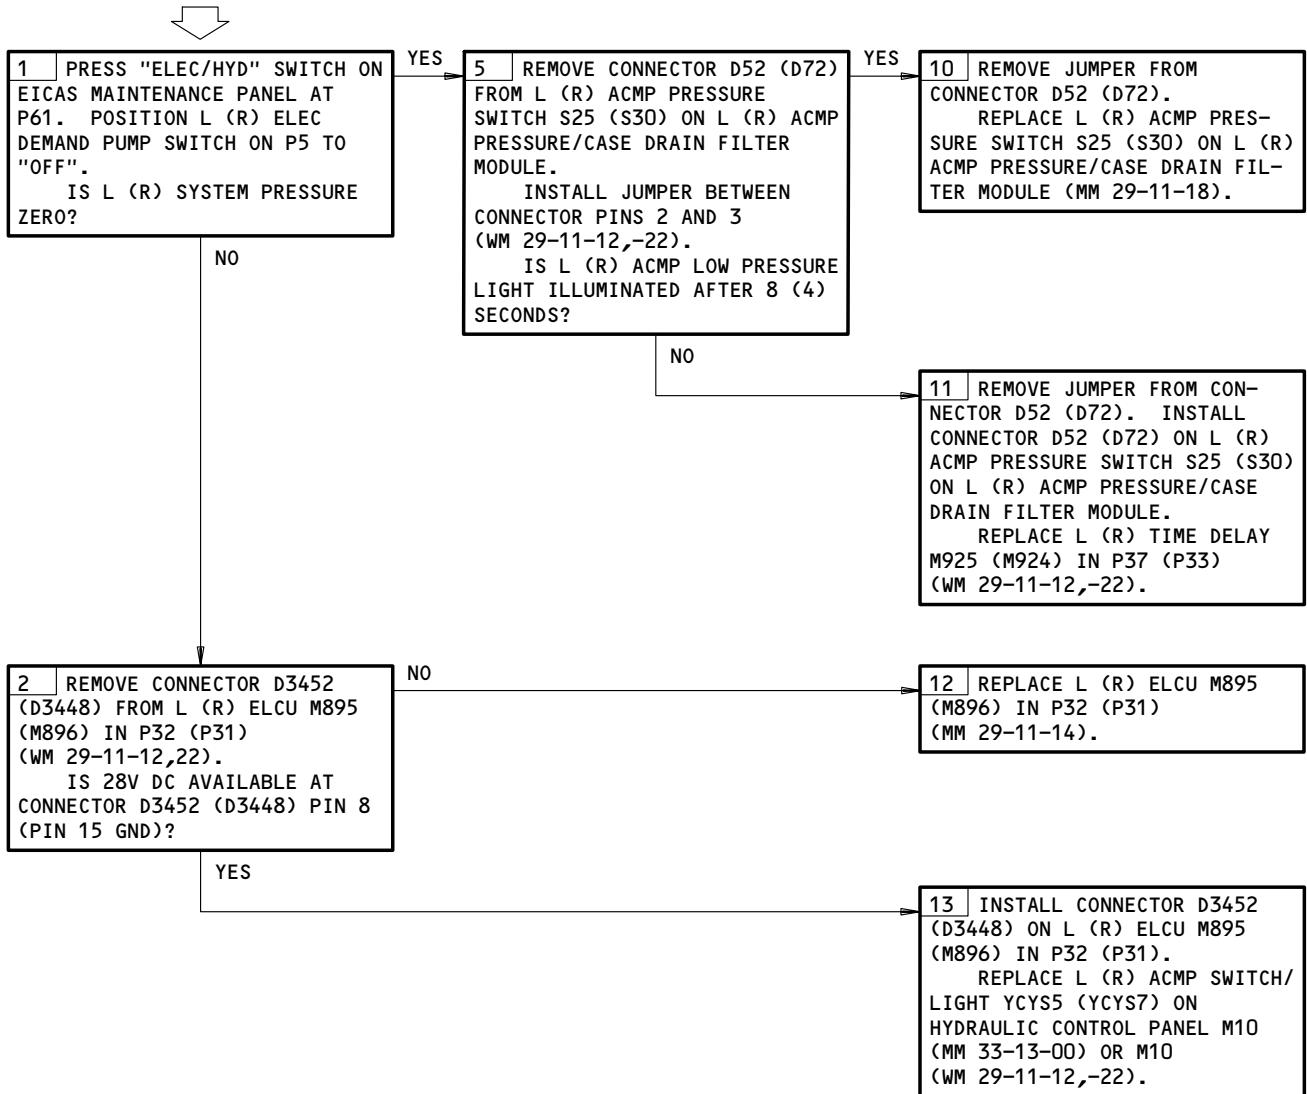 1 PRESS "ELEC/HYD" SWITCH ON
EICAS MAINTENANCE PANEL AT
P61. POSITION L (R) ELEC
DEMAND PUMP SWITCH ON P5 TO
"OFF".
IS L (R) SYSTEM PRESSURE
ZERO?
YES
NO
5 REMOVE CONNECTOR D52 (D72)
FROM L (R) ACMP PRESSURE
SWITCH S25 (S30) ON L (R) ACMP
PRESSURE/CASE DRAIN FILTER
MODULE.
INSTALL JUMPER BETWEEN
CONNECTOR PINS 2 AND 3
(WM 29-11-12,-22).
IS L (R) ACMP LOW PRESSURE
LIGHT ILLUMINATED AFTER 8 (4)
SECONDS?
YES
NO
10 REMOVE JUMPER FROM
CONNECTOR D52 (D72).
REPLACE L (R) ACMP PRES-
SURE SWITCH S25 (S30) ON L (R)
ACMP PRESSURE/CASE DRAIN FIL-
TER MODULE (MM 29-11-18).
11 REMOVE JUMPER FROM CON-
NECTOR D52 (D72). INSTALL
CONNECTOR D52 (D72) ON L (R)
ACMP PRESSURE SWITCH S25 (S30)
ON L (R) ACMP PRESSURE/CASE
DRAIN FILTER MODULE.
REPLACE L (R) TIME DELAY
M925 (M924) IN P37 (P33)
(WM 29-11-12,-22).
2 REMOVE CONNECTOR D3452
(D3448) FROM L (R) ELCU M895
(M896) IN P32 (P31)
(WM 29-11-12,22).
IS 28V DC AVAILABLE AT
CONNECTOR D3452 (D3448) PIN 8
(PIN 15 GND)?
NO
YES
12 REPLACE L (R) ELCU M895
(M896) IN P32 (P31)
(MM 29-11-14).
13 INSTALL CONNECTOR D3452
(D3448) ON L (R) ELCU M895
(M896) IN P32 (P31).
REPLACE L (R) ACMP SWITCH/
LIGHT YCYS5 (YCYS7) ON
HYDRAULIC CONTROL PANEL M10
(MM 33-13-00) OR M10
(WM 29-11-12,-22).